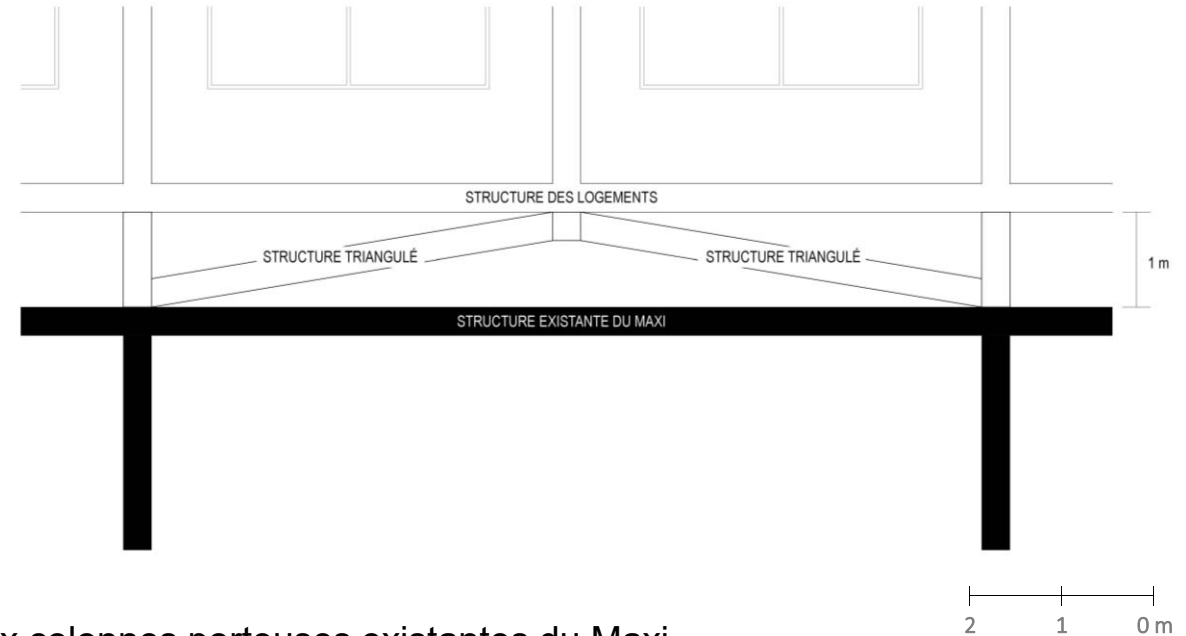 STRUCTURE DES LOGEMENTS
STRUCTURE TRIANGULÉ
STRUCTURE TRIANGULÉ
1 m
STRUCTURE EXISTANTE DU MAXI
2 1 0 m
x colonnes porteuses existantes du Maxi